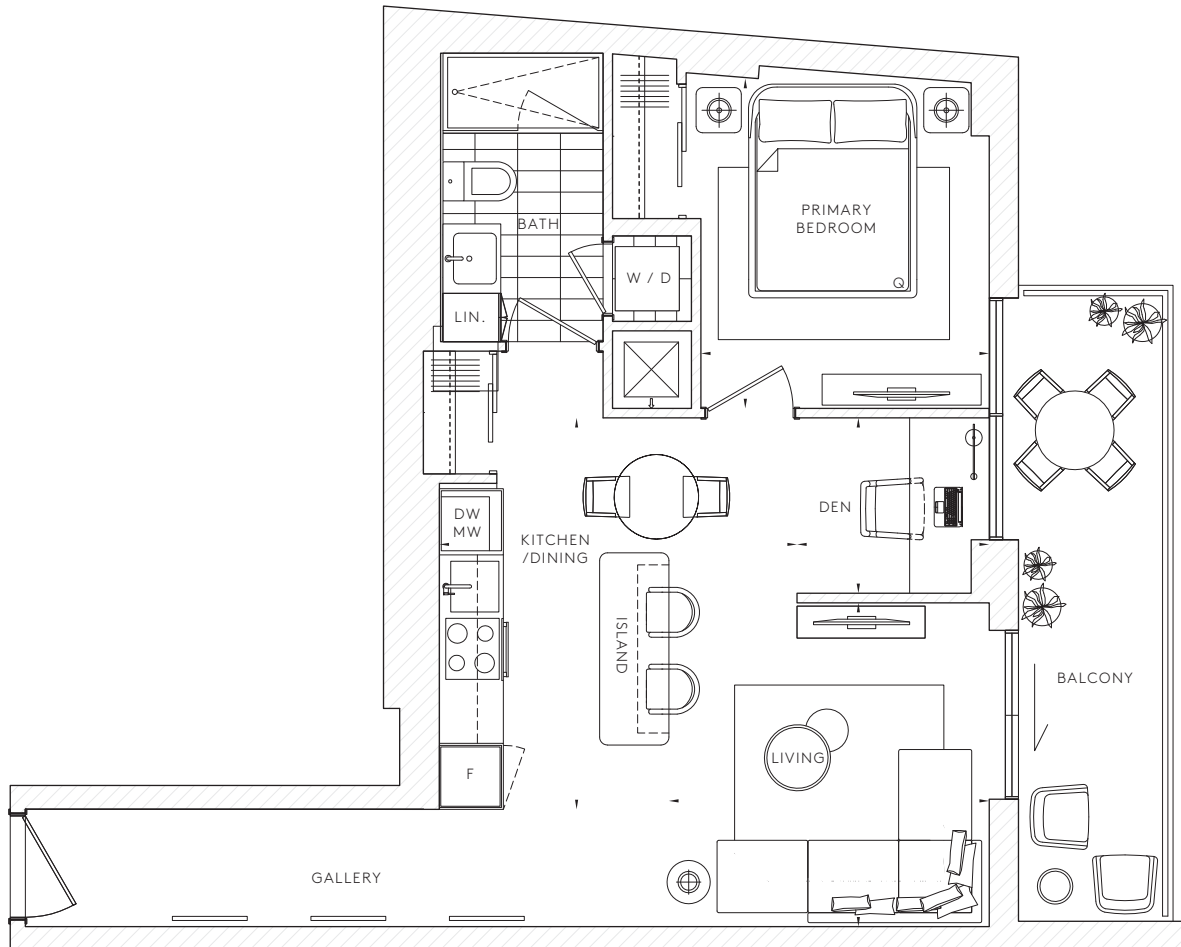 PRIMARY
BEDROOM
BATH
W / D
Q
LIN.
DW
MW
KITCHEN
/DINING
DEN
ISLAND
BALCONY
LIVING
F
GALLERY